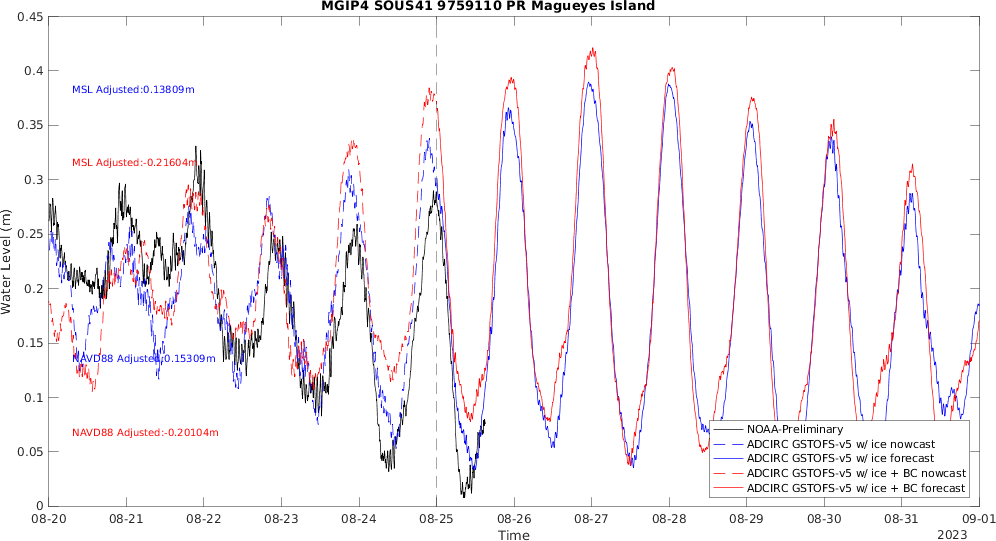 MGIP4 SOUS41 9759110 PR Magueyes Island
0.45
0.4
0.35
0.3
0.25
0.2
0.15
0.1
0.05
0
Water Level (m)
MSL Adjusted:0.13809m
MSL Adjusted:-0.21604m
NAVD88 Adjusted:0.15309m
NAVD88 Adjusted:-0.20104m
NOAA-Preliminary
ADCIRC GSTOFS-v5 w/ ice nowcast
ADCIRC GSTOFS-v5 w/ ice forecast
ADCIRC GSTOFS-v5 w/ ice + BC nowcast
ADCIRC GSTOFS-v5 w/ ice + BC forecast
08-20 08-21 08-22 08-23 08-24 08-25 08-26 08-27 08-28 08-29 08-30 08-31 09-01
Time
2023